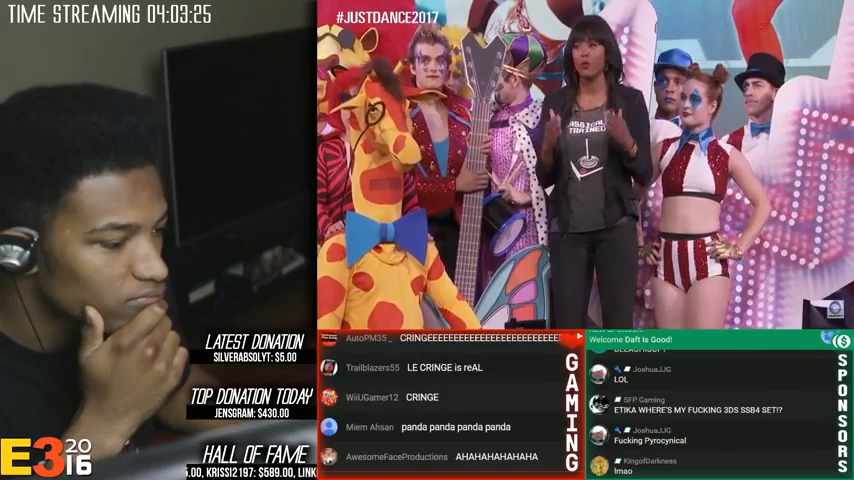 TIME STREAMING 04:03:25
#JUSTDANCE2017
CLASSICALLY
TRAINED
LATEST DONATION
SILVERABSOLYT: $5.00
TOP DONATION TODAY
JENSGRAM: $430.00
HALL OF FAME
5.00, KRISSI2197: $589.00, LINK
E3 2016
AutoPM35_ CRINGEEEEEEEEEEEEEEEEEEEEEEEEEEE
Trailblazers55 LE CRINGE is reAL
WiiUGamer12 CRINGE
Miem Ahsan panda panda panda panda
AwesomeFaceProductions AHAHAHAHAHAHA
GAMING
Welcome Daft Is Good!
JoshuaJJG
LOL
SFP Gaming
ETIKA WHERE'S MY FUCKING 3DS SSB4 SET!?
JoshuaJJG
Fucking Pyrocynical
KingofDarkness
lmao
SPONSORS